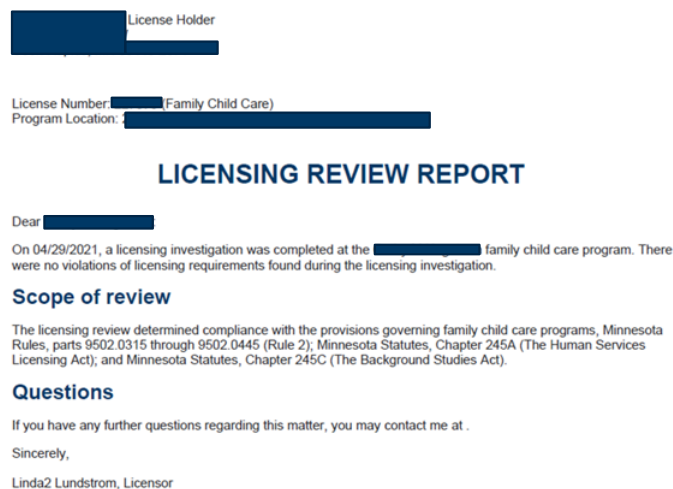 License Holder
License Number: (Family Child Care)
Program Location:
LICENSING REVIEW REPORT
Dear
On 04/29/2021, a licensing investigation was completed at the family child care program. There
were no violations of licensing requirements found during the licensing investigation.
Scope of review
The licensing review determined compliance with the provisions governing family child care programs, Minnesota
Rules, parts 9502.0315 through 9502.0445 (Rule 2); Minnesota Statutes, Chapter 245A (The Human Services
Licensing Act); and Minnesota Statutes, Chapter 245C (The Background Studies Act).
Questions
If you have any further questions regarding this matter, you may contact me at .
Sincerely,
Linda2 Lundstrom, Licensor